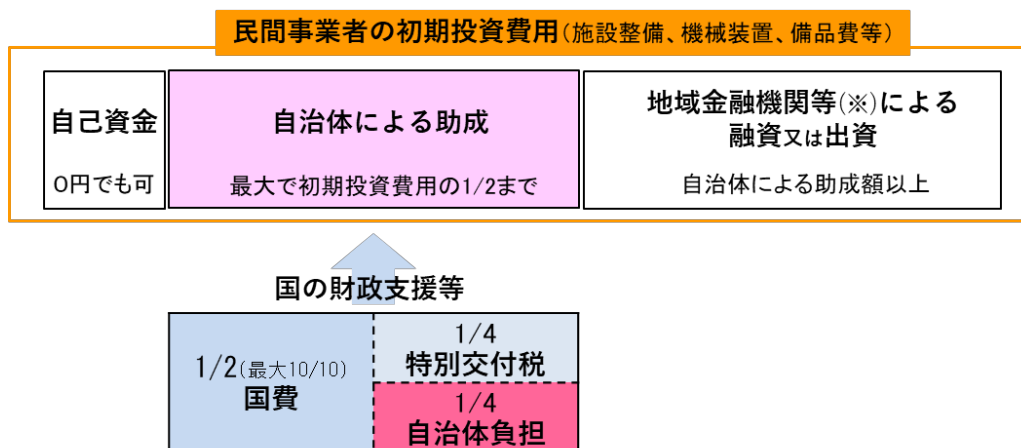 民間事業者の初期投資費用(施設整備、機械装置、備品費等)
自己資金
0円でも可
自治体による助成
最大で初期投資費用の1/2まで
地域金融機関等(※)による
融資又は出資
自治体による助成額以上
国の財政支援等
1/2(最大10/10)
国費
1/4
特別交付税
1/4
自治体負担